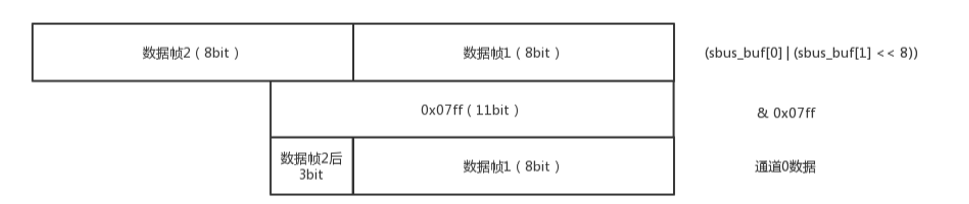 数据帧2（8bit） 数据帧1（8bit） (sbus_buf[0] | (sbus_buf[1] << 8))
0x07ff（11bit） & 0x07ff
数据帧2后
3bit
数据帧1（8bit） 通道0数据